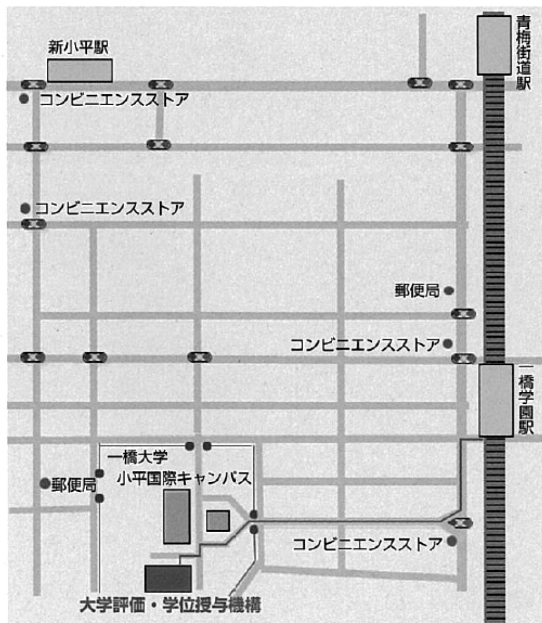 新小平駅
青梅街道駅
コンビニエンスストア
コンビニエンスストア
郵便局
コンビニエンスストア
一橋学園駅
一橋大学
小平国際キャンパス
郵便局
コンビニエンスストア
大学評価・学位授与機構